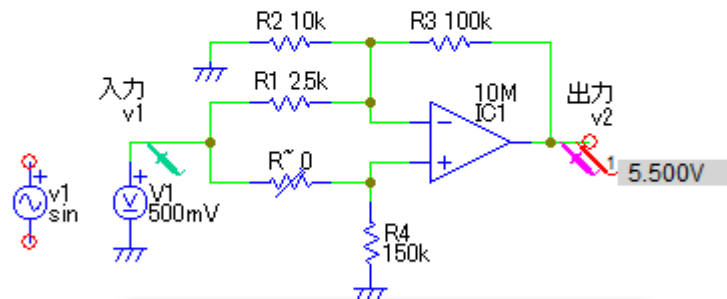 R2 10k
R3 100k
入力
v1
R1 2.5k
10M
IC1
出力
v2
−
+
1
5.500V
R~ 0
+
v1
sin
+
V1
500mV
V
R4
150k